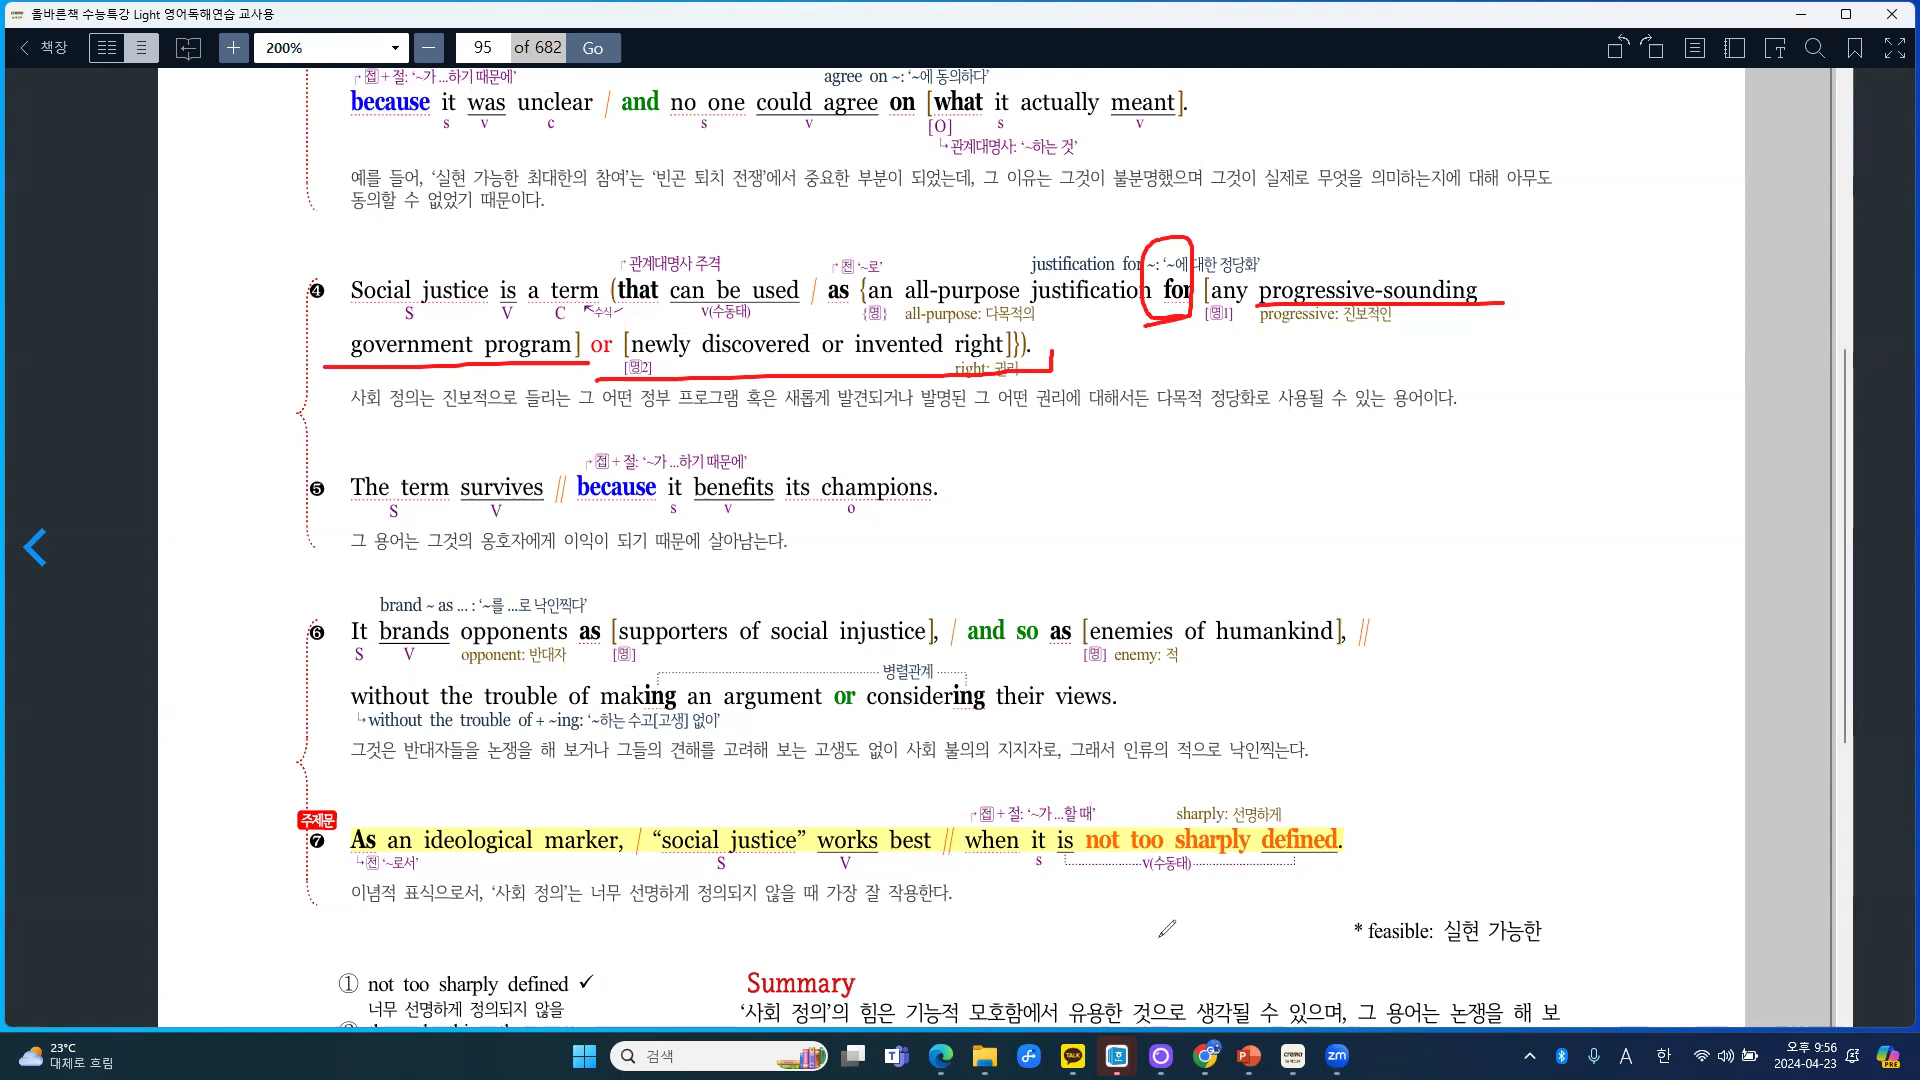 올바른책 수능특강 Light 영어독해연습 교사용
책장
200%
95 of 682 Go
[접] + 절: ‘~가 ...하기 때문에’ agree on ~: ‘~에 동의하다’
because it was unclear / and no one could agree on [what it actually meant].
s v c s v [O] s v
관계대명사: ‘~하는 것’
예를 들어, ‘실현 가능한 최대한의 참여’는 ‘빈곤 퇴치 전쟁’에서 중요한 부분이 되었는데, 그 이유는 그것이 불분명했으며 그것이 실제로 무엇을 의미하는지에 대해 아무도
동의할 수 없었기 때문이다.
관계대명사 주격 [전] ‘~로’ justification for ~: ‘~에 대한 정당화’
❹ Social justice is a term (that can be used / as {an all-purpose justification for [any progressive-sounding
S V C 수식 v(수동태) {명} all-purpose: 다목적의 [명1] progressive: 진보적인
government program] or [newly discovered or invented right]}).
[명2] right: 권리
사회 정의는 진보적으로 들리는 그 어떤 정부 프로그램 혹은 새롭게 발견되거나 발명된 그 어떤 권리에 대해서든 다목적 정당화로 사용될 수 있는 용어이다.
[접] + 절: ‘~가 ...하기 때문에’
❺ The term survives // because it benefits its champions.
S V s v o
그 용어는 그것의 옹호자에게 이익이 되기 때문에 살아남는다.
brand ~ as ... : ‘~를 ...로 낙인찍다’
❻ It brands opponents as [supporters of social injustice], / and so as [enemies of humankind], //
S V opponent: 반대자 [명] [명] enemy: 적
병렬관계
without the trouble of making an argument or considering their views.
without the trouble of + ~ing: ‘~하는 수고[고생] 없이’
그것은 반대자들을 논쟁을 해 보거나 그들의 견해를 고려해 보는 고생도 없이 사회 불의의 지지자로, 그래서 인류의 적으로 낙인찍는다.
주제문 [접] + 절: ‘~가 ...할 때’ sharply: 선명하게
❼ As an ideological marker, / “social justice” works best // when it is not too sharply defined.
[전] ‘~로서’ S V s v(수동태)
이념적 표식으로서, ‘사회 정의’는 너무 선명하게 정의되지 않을 때 가장 잘 작용한다.
* feasible: 실현 가능한
① not too sharply defined ✓
너무 선명하게 정의되지 않을
Summary
‘사회 정의’의 힘은 기능적 모호함에서 유용한 것으로 생각될 수 있으며, 그 용어는 논쟁을 해 보
23°C
대체로 흐림
검색
TALK
zm
A 한
오후 9:56
2024-04-23
PRE